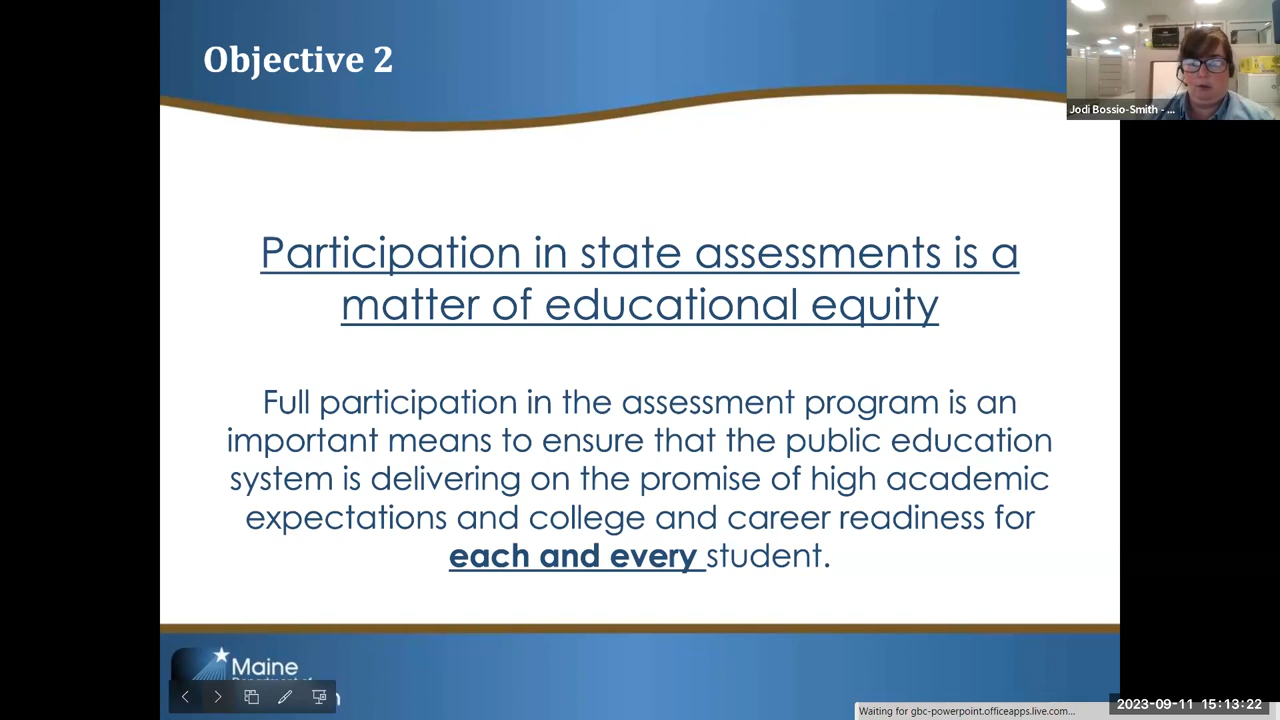 Objective 2
Jodi Bossio-Smith - ...
Participation in state assessments is a
matter of educational equity
Full participation in the assessment program is an
important means to ensure that the public education
system is delivering on the promise of high academic
expectations and college and career readiness for
each and every student.
Maine
Waiting for gbc-powerpoint.officeapps.live.com...
2023-09-11 15:13:22